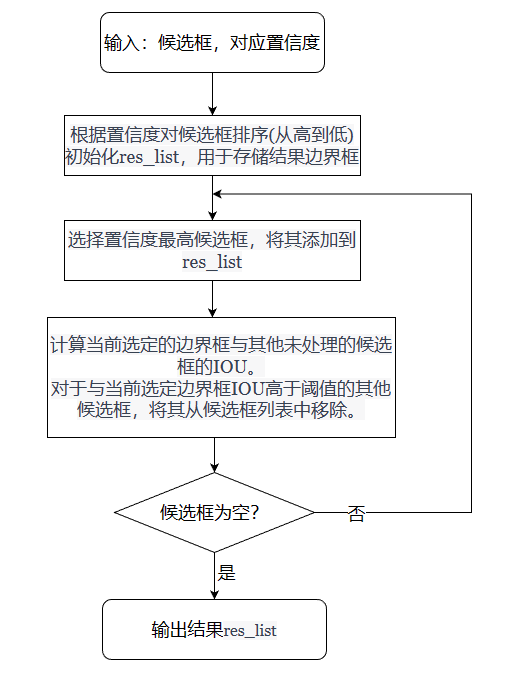 输入：候选框，对应置信度
根据置信度对候选框排序(从高到低)
初始化res_list，用于存储结果边界框
选择置信度最高候选框，将其添加到
res_list
计算当前选定的边界框与其他未处理的候选
框的IOU。
对于与当前选定边界框IOU高于阈值的其他
候选框，将其从候选框列表中移除。
候选框为空？
否
是
输出结果res_list